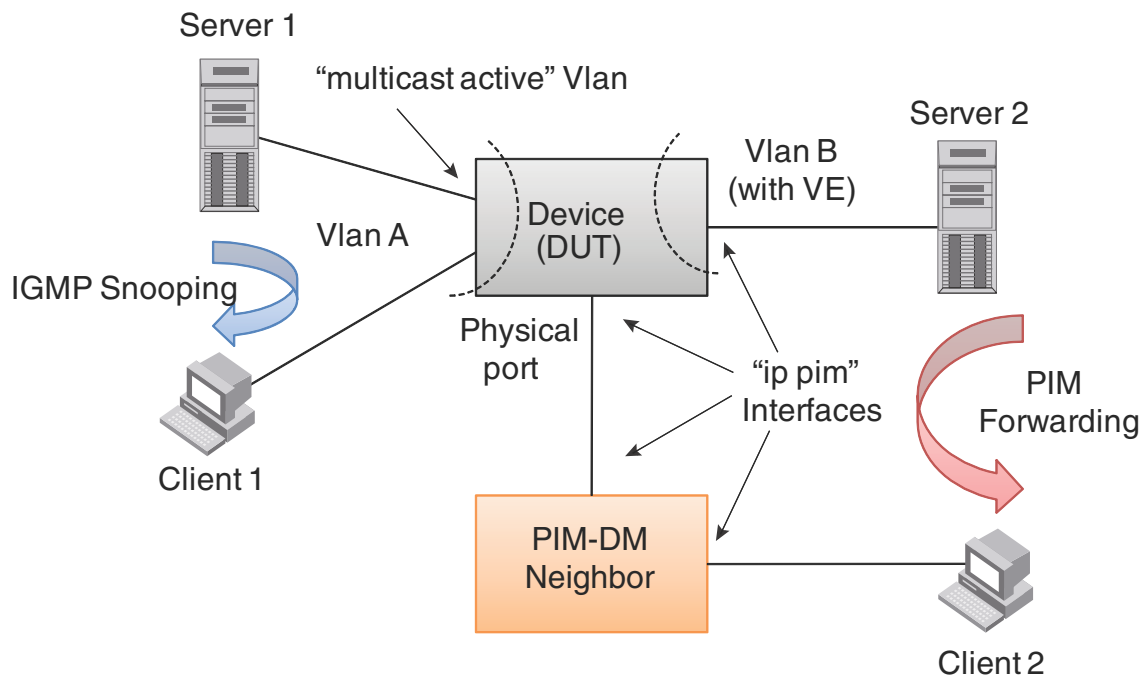 Server 1
“multicast active” Vlan
Server 2
Vlan B
(with VE)
Device
(DUT)
Vlan A
IGMP Snooping
Physical
port
“ip pim”
Interfaces
PIM
Forwarding
Client 1
PIM-DM
Neighbor
Client 2